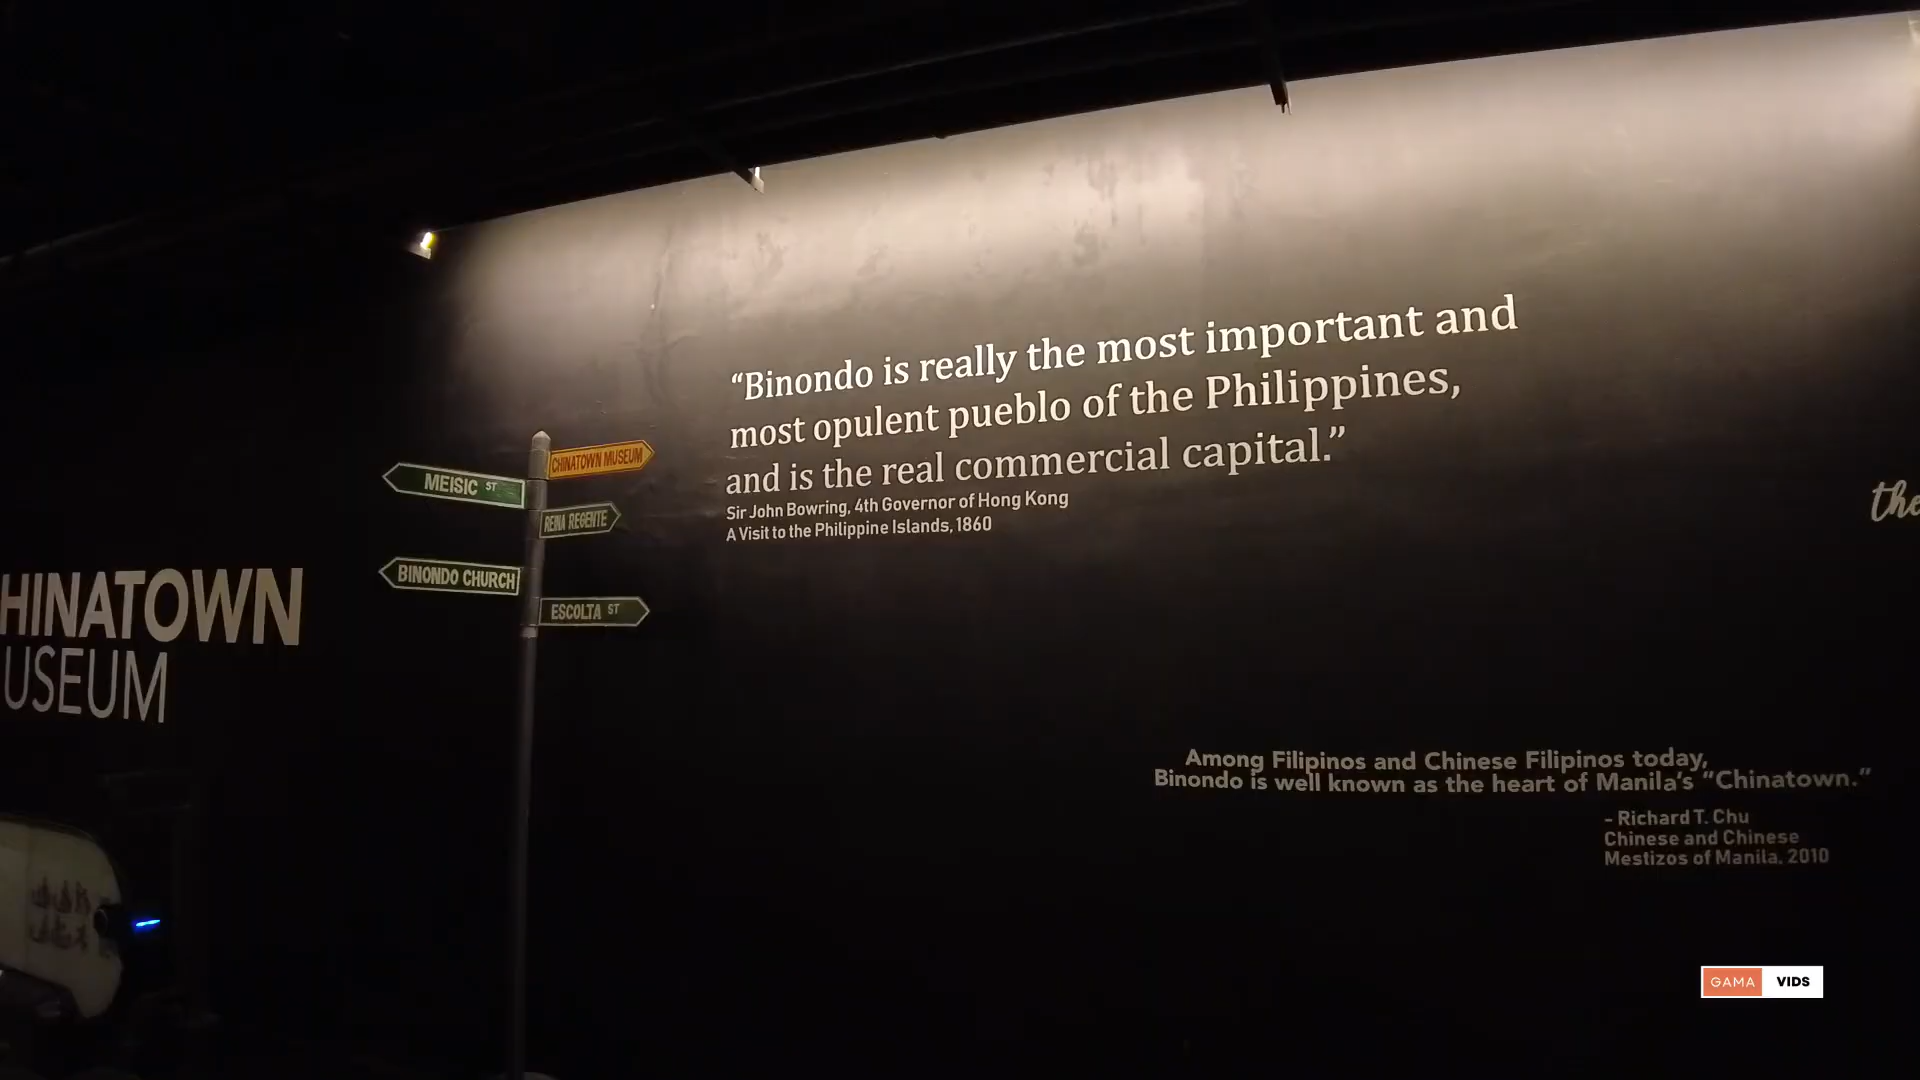 HINATOWN
USEUM
CHINATOWN MUSEUM
MEISIC ST
REINA REGENTE
BINONDO CHURCH
ESCOLTA ST
“Binondo is really the most important and
most opulent pueblo of the Philippines,
and is the real commercial capital.”
Sir John Bowring, 4th Governor of Hong Kong
A Visit to the Philippine Islands, 1860
the
Among Filipinos and Chinese Filipinos today,
Binondo is well known as the heart of Manila's “Chinatown.”
- Richard T. Chu
Chinese and Chinese
Mestizos of Manila, 2010
GAMA VIDS